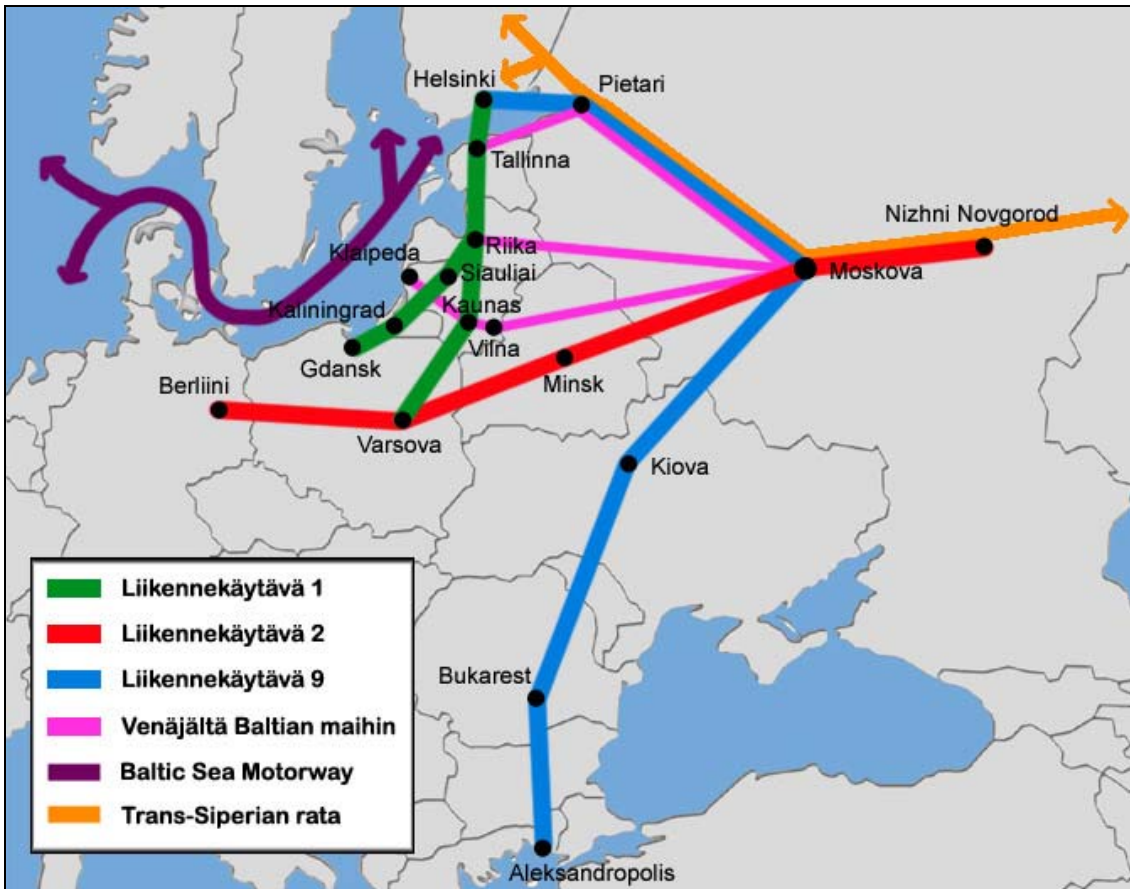 Helsinki
Pietari
Tallinna
Nizhni Novgorod
Riika
Klaipeda
Siauliai
Moskova
Kaliningrad
Kaunas
Vilna
Gdansk
Minsk
Berliini
Varsova
Kiova
Liikennekäytävä 1
Liikennekäytävä 2
Liikennekäytävä 9
Venäjältä Baltian maihin
Baltic Sea Motorway
Trans-Siperian rata
Bukarest
Aleksandropolis